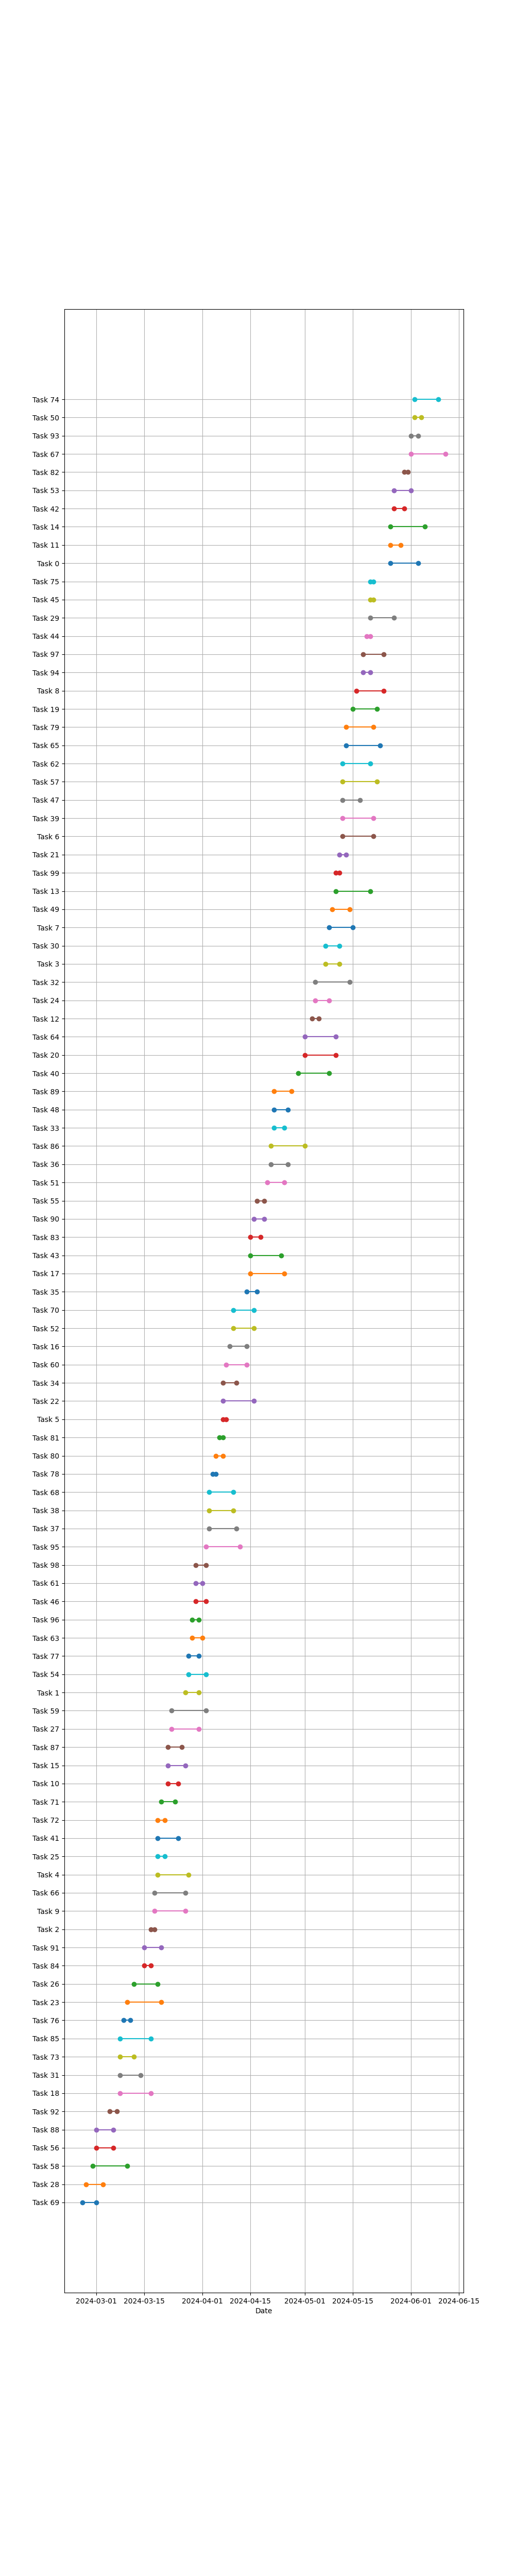 Task 74
Task 50
Task 93
Task 67
Task 82
Task 53
Task 42
Task 14
Task 11
Task 0
Task 75
Task 45
Task 29
Task 44
Task 97
Task 94
Task 8
Task 19
Task 79
Task 65
Task 62
Task 57
Task 47
Task 39
Task 6
Task 21
Task 99
Task 13
Task 49
Task 7
Task 30
Task 3
Task 32
Task 24
Task 12
Task 64
Task 20
Task 40
Task 89
Task 48
Task 33
Task 86
Task 36
Task 51
Task 55
Task 90
Task 83
Task 43
Task 17
Task 35
Task 70
Task 52
Task 16
Task 60
Task 34
Task 22
Task 5
Task 81
Task 80
Task 78
Task 68
Task 38
Task 37
Task 95
Task 98
Task 61
Task 46
Task 96
Task 63
Task 77
Task 54
Task 1
Task 59
Task 27
Task 87
Task 15
Task 10
Task 71
Task 72
Task 41
Task 25
Task 4
Task 66
Task 9
Task 2
Task 91
Task 84
Task 26
Task 23
Task 76
Task 85
Task 73
Task 31
Task 18
Task 92
Task 88
Task 56
Task 58
Task 28
Task 69
2024-03-01 2024-03-15 2024-04-01 2024-04-15 2024-05-01 2024-05-15 2024-06-01 2024-06-15
Date